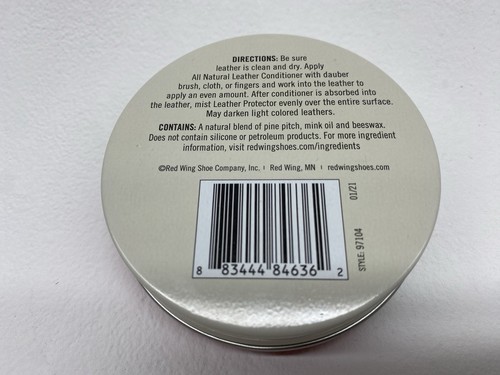 DIRECTIONS: Be sure
leather is clean and dry. Apply
All Natural Leather Conditioner with dauber
brush, cloth, or fingers and work into the leather to
apply an even amount. After conditioner is absorbed into
the leather, mist Leather Protector evenly over the entire surface.
May darken light colored leathers.
CONTAINS: A natural blend of pine pitch, mink oil and beeswax.
Does not contain silicone or petroleum products. For more ingredient
information, visit redwingshoes.com/ingredients
©Red Wing Shoe Company, Inc. | Red Wing, MN | redwingshoes.com
01/21
STYLE: 97104
8 83444 84636 2